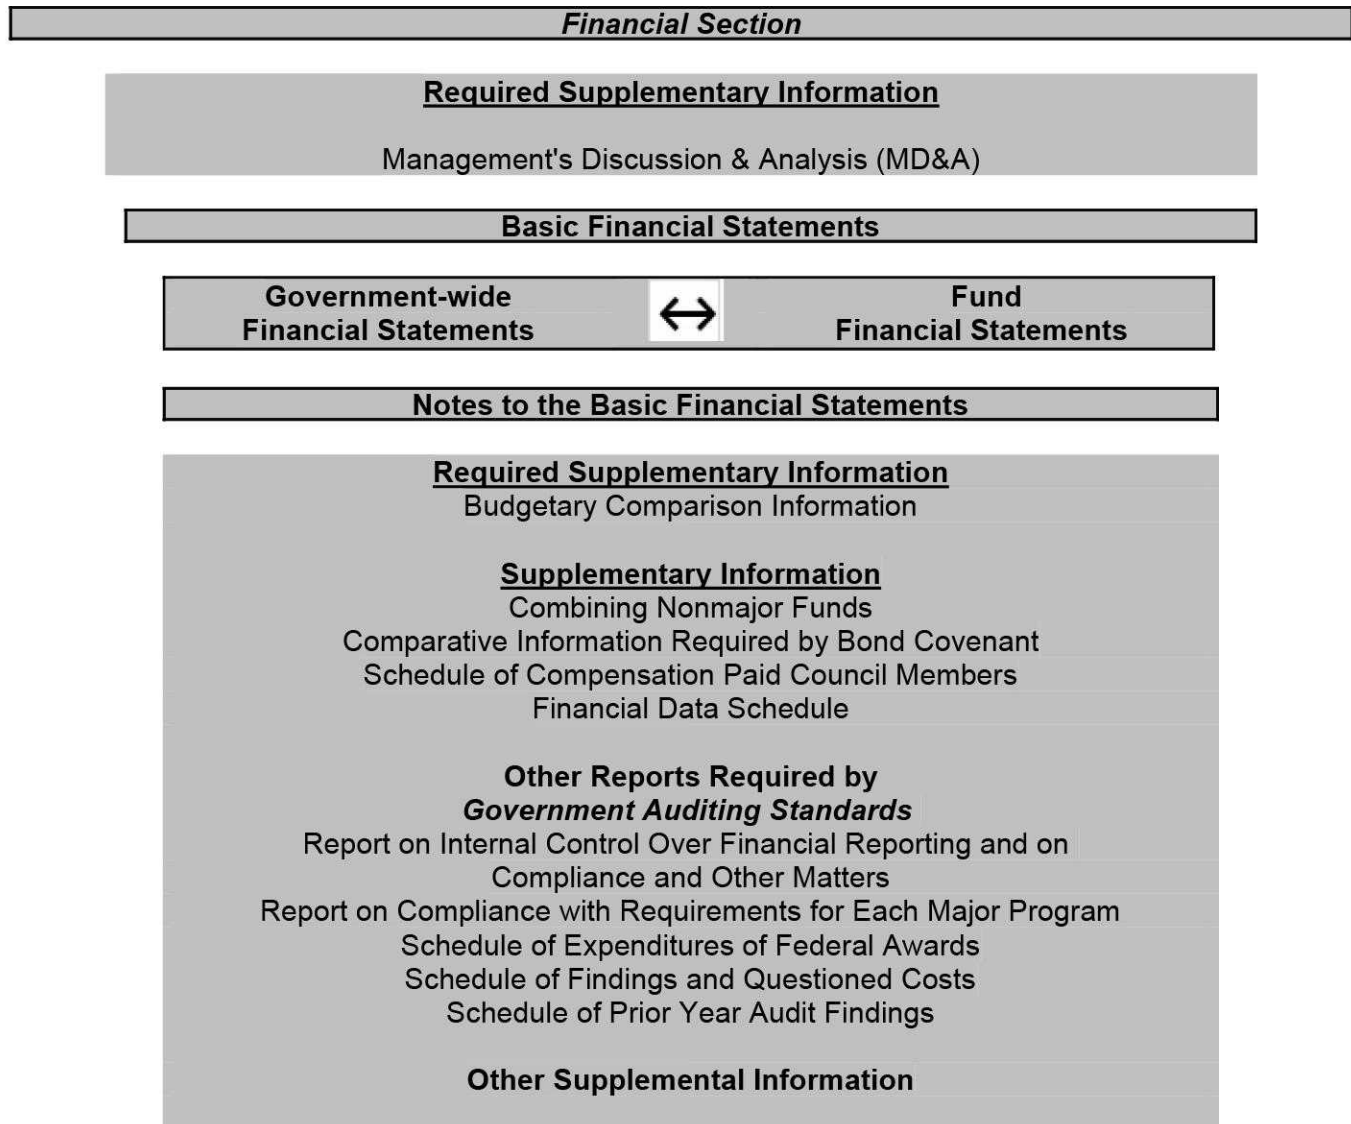 Financial Section
Required Supplementary Information
Management's Discussion & Analysis (MD&A)
Basic Financial Statements
Government-wide
Financial Statements
Fund
Financial Statements
Notes to the Basic Financial Statements
Required Supplementary Information
Budgetary Comparison Information
Supplementary Information
Combining Nonmajor Funds
Comparative Information Required by Bond Covenant
Schedule of Compensation Paid Council Members
Financial Data Schedule
Other Reports Required by
Government Auditing Standards
Report on Internal Control Over Financial Reporting and on
Compliance and Other Matters
Report on Compliance with Requirements for Each Major Program
Schedule of Expenditures of Federal Awards
Schedule of Findings and Questioned Costs
Schedule of Prior Year Audit Findings
Other Supplemental Information